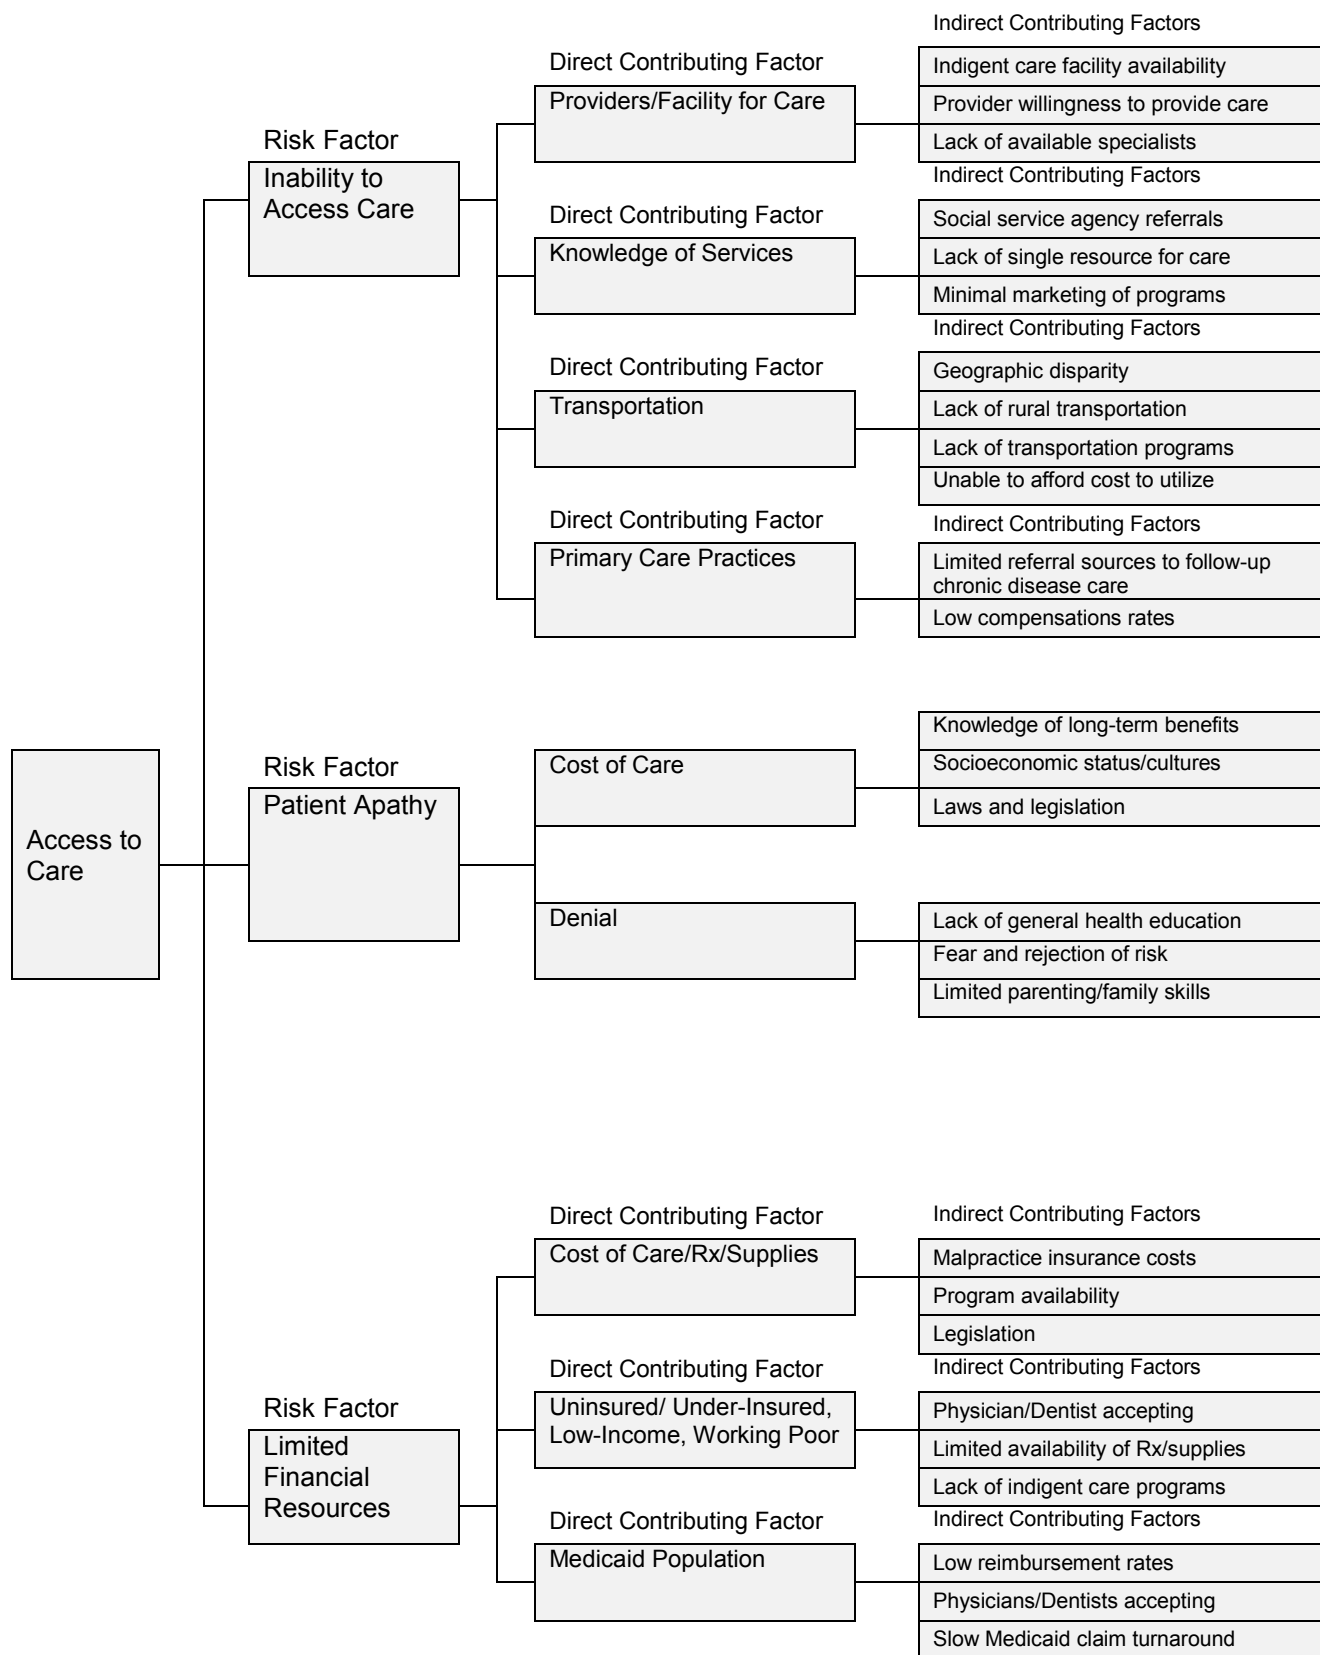 Indirect Contributing Factors
Direct Contributing Factor
Indigent care facility availability
Providers/Facility for Care
Provider willingness to provide care
Risk Factor
Lack of available specialists
Inability to
Access Care
Indirect Contributing Factors
Direct Contributing Factor
Social service agency referrals
Knowledge of Services
Lack of single resource for care
Minimal marketing of programs
Indirect Contributing Factors
Direct Contributing Factor
Geographic disparity
Transportation
Lack of rural transportation
Lack of transportation programs
Unable to afford cost to utilize
Direct Contributing Factor
Indirect Contributing Factors
Primary Care Practices
Limited referral sources to follow-up
chronic disease care
Low compensations rates
Access to
Care
Risk Factor
Patient Apathy
Cost of Care
Knowledge of long-term benefits
Socioeconomic status/cultures
Laws and legislation
Denial
Lack of general health education
Fear and rejection of risk
Limited parenting/family skills
Direct Contributing Factor
Indirect Contributing Factors
Cost of Care/Rx/Supplies
Malpractice insurance costs
Program availability
Legislation
Direct Contributing Factor
Indirect Contributing Factors
Risk Factor
Limited
Financial
Resources
Uninsured/ Under-Insured,
Low-Income, Working Poor
Physician/Dentist accepting
Limited availability of Rx/supplies
Lack of indigent care programs
Direct Contributing Factor
Indirect Contributing Factors
Medicaid Population
Low reimbursement rates
Physicians/Dentists accepting
Slow Medicaid claim turnaround